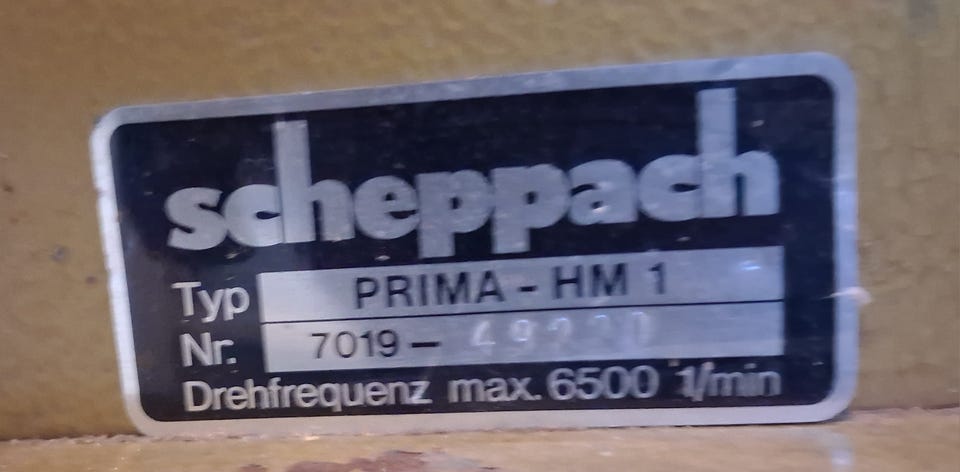 scheppach
Typ PRIMA - HM 1
Nr. 7019 -
Drehfrequenz max. 6500 1/min